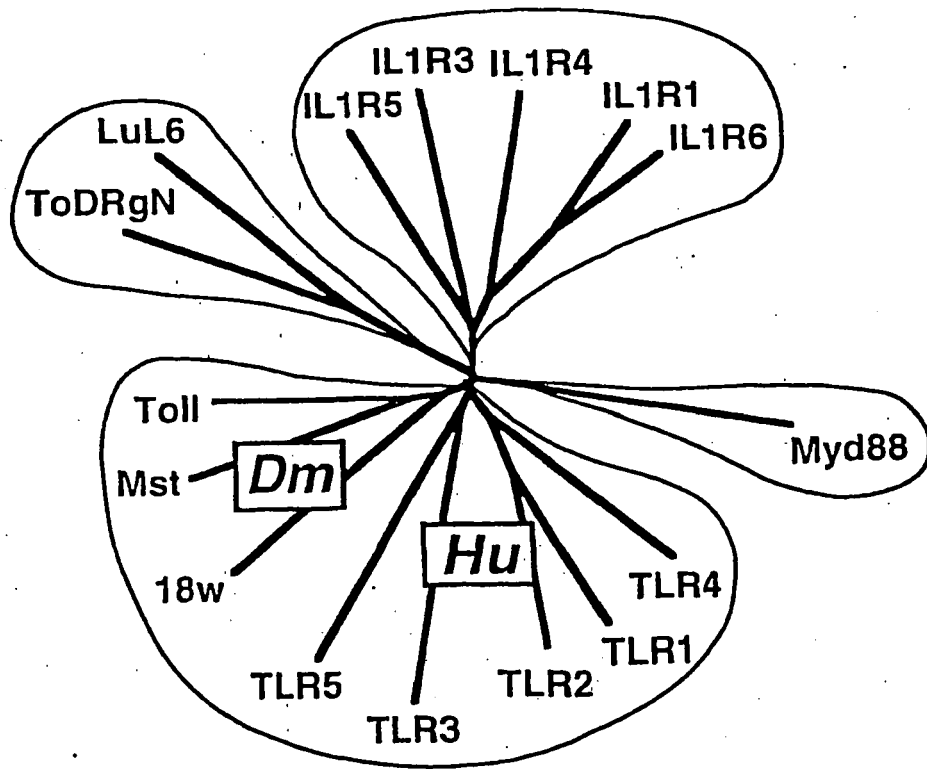 IL1R3 IL1R4
IL1R5
IL1R1
IL1R6
LuL6
ToDRgN
Toll
Mst
Dm
18w
Hu
Myd88
TLR4
TLR1
TLR2
TLR5
TLR3